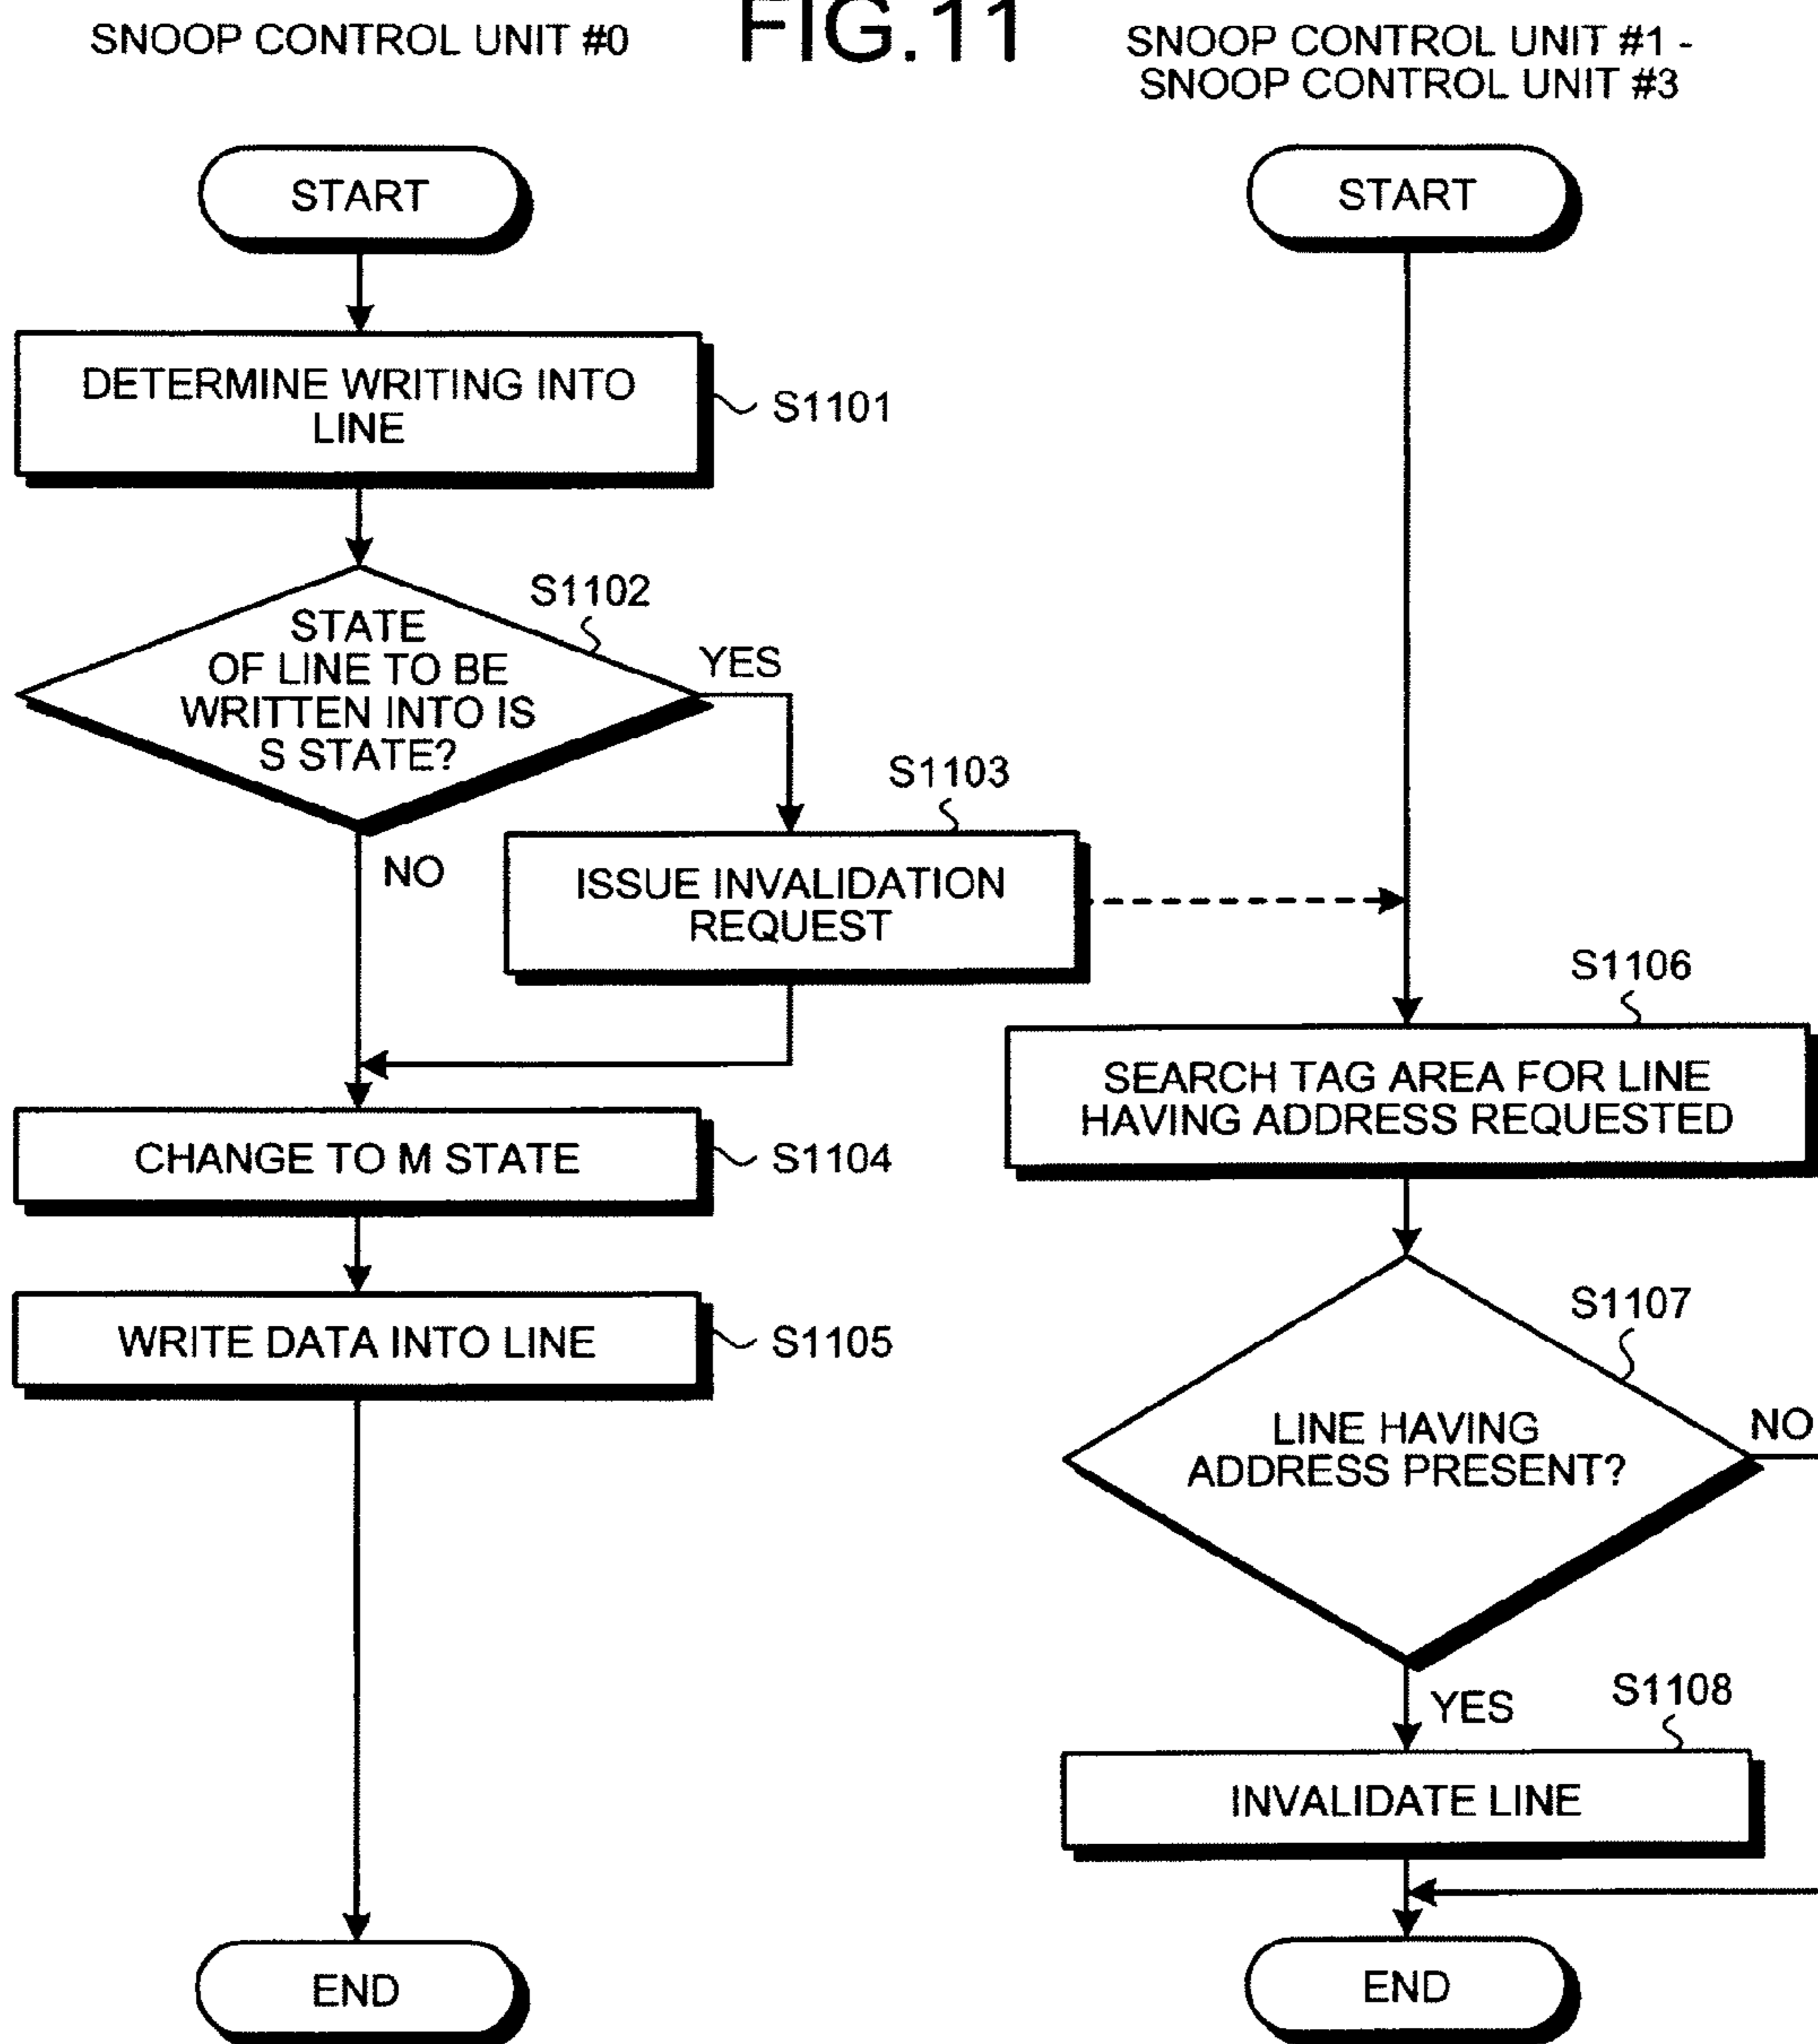 FIG.11
SNOOP CONTROL UNIT #0
START
DETERMINE WRITING INTO
LINE
S1101
S1102
STATE
OF LINE TO BE
WRITTEN INTO IS
S STATE?
YES
NO
S1103
ISSUE INVALIDATION
REQUEST
CHANGE TO M STATE
S1104
WRITE DATA INTO LINE
S1105
END
SNOOP CONTROL UNIT #1 -
SNOOP CONTROL UNIT #3
START
S1106
SEARCH TAG AREA FOR LINE
HAVING ADDRESS REQUESTED
S1107
LINE HAVING
ADDRESS PRESENT?
NO
YES
S1108
INVALIDATE LINE
END